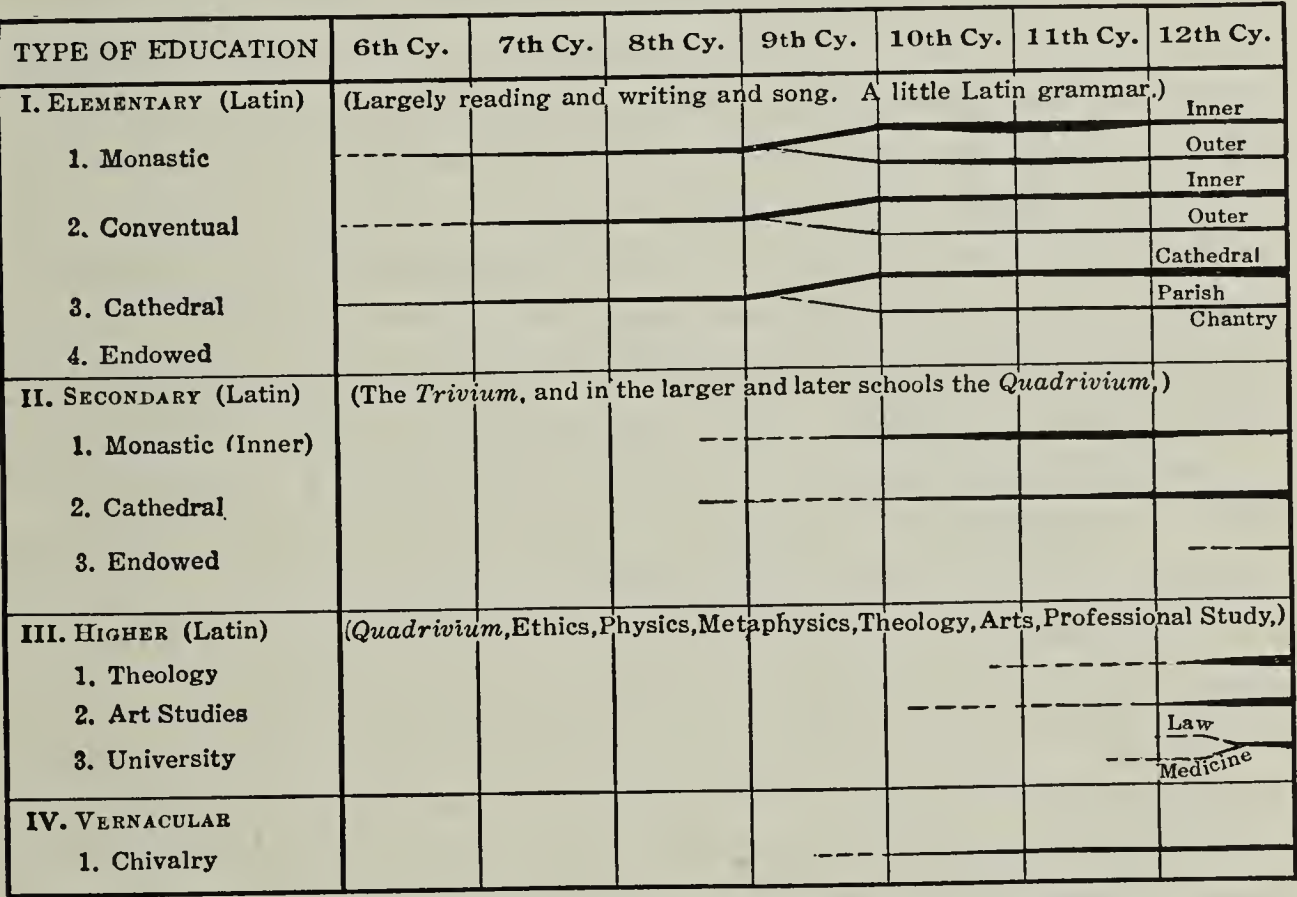 TYPE OF EDUCATION 6th Cy. 7th Cy. 8th Cy. 9th Cy. 10th Cy. 11th Cy. 12th Cy.
I. ELEMENTARY (Latin) (Largely reading and writing and song. A little Latin grammar.)
Inner
1. Monastic
Outer
Inner
2. Conventual
Outer
Cathedral
3. Cathedral
Parish
Chantry
4. Endowed
II. SECONDARY (Latin) (The Trivium, and in the larger and later schools the Quadrivium,)
1. Monastic (Inner)
2. Cathedral
3. Endowed
III. HIGHER (Latin) (Quadrivium, Ethics, Physics, Metaphysics, Theology, Arts, Professional Study,)
1. Theology
2. Art Studies
Law
3. University
Medicine
IV. VERNACULAR
1. Chivalry